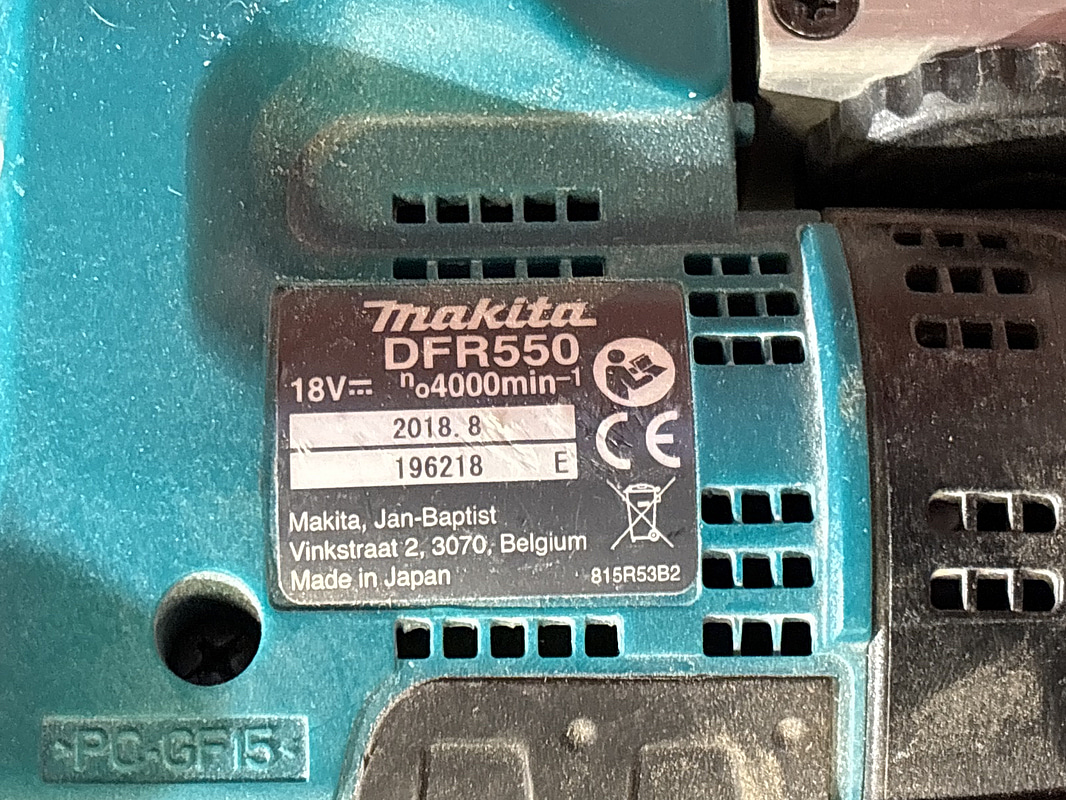 makita
DFR550
18V⎓ n₀4000min⁻¹
2018. 8
196218 E
CE
Makita, Jan-Baptist
Vinkstraat 2, 3070, Belgium
Made in Japan 815R53B2
>PC-GF15<